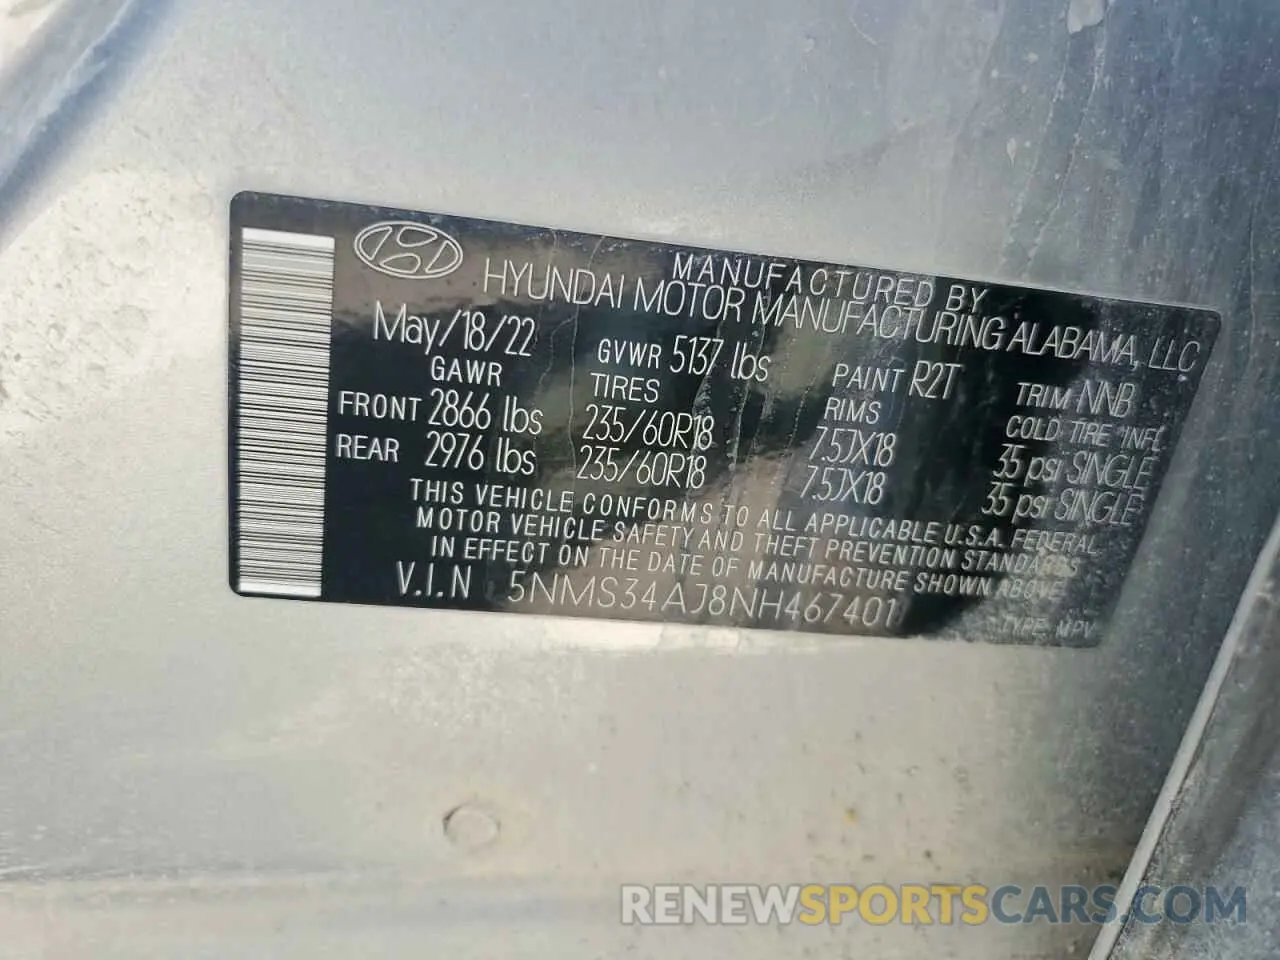 MANUFACTURED BY
HYUNDAI MOTOR MANUFACTURING ALABAMA, LLC
May/18/22 GVWR 5137 lbs PAINT R2T TRIM NNB
GAWR TIRES RIMS COLD TIRE INFL
FRONT 2866 lbs 235/60R18 7.5JX18 35 psi SINGLE
REAR 2976 lbs 235/60R18 7.5JX18 35 psi SINGLE
THIS VEHICLE CONFORMS TO ALL APPLICABLE U.S.A. FEDERAL
MOTOR VEHICLE SAFETY AND THEFT PREVENTION STANDARDS
IN EFFECT ON THE DATE OF MANUFACTURE SHOWN ABOVE
V.I.N 5NMS34AJ8NH467401 TYPE: MPV
RENEWSPORTSCARS.COM